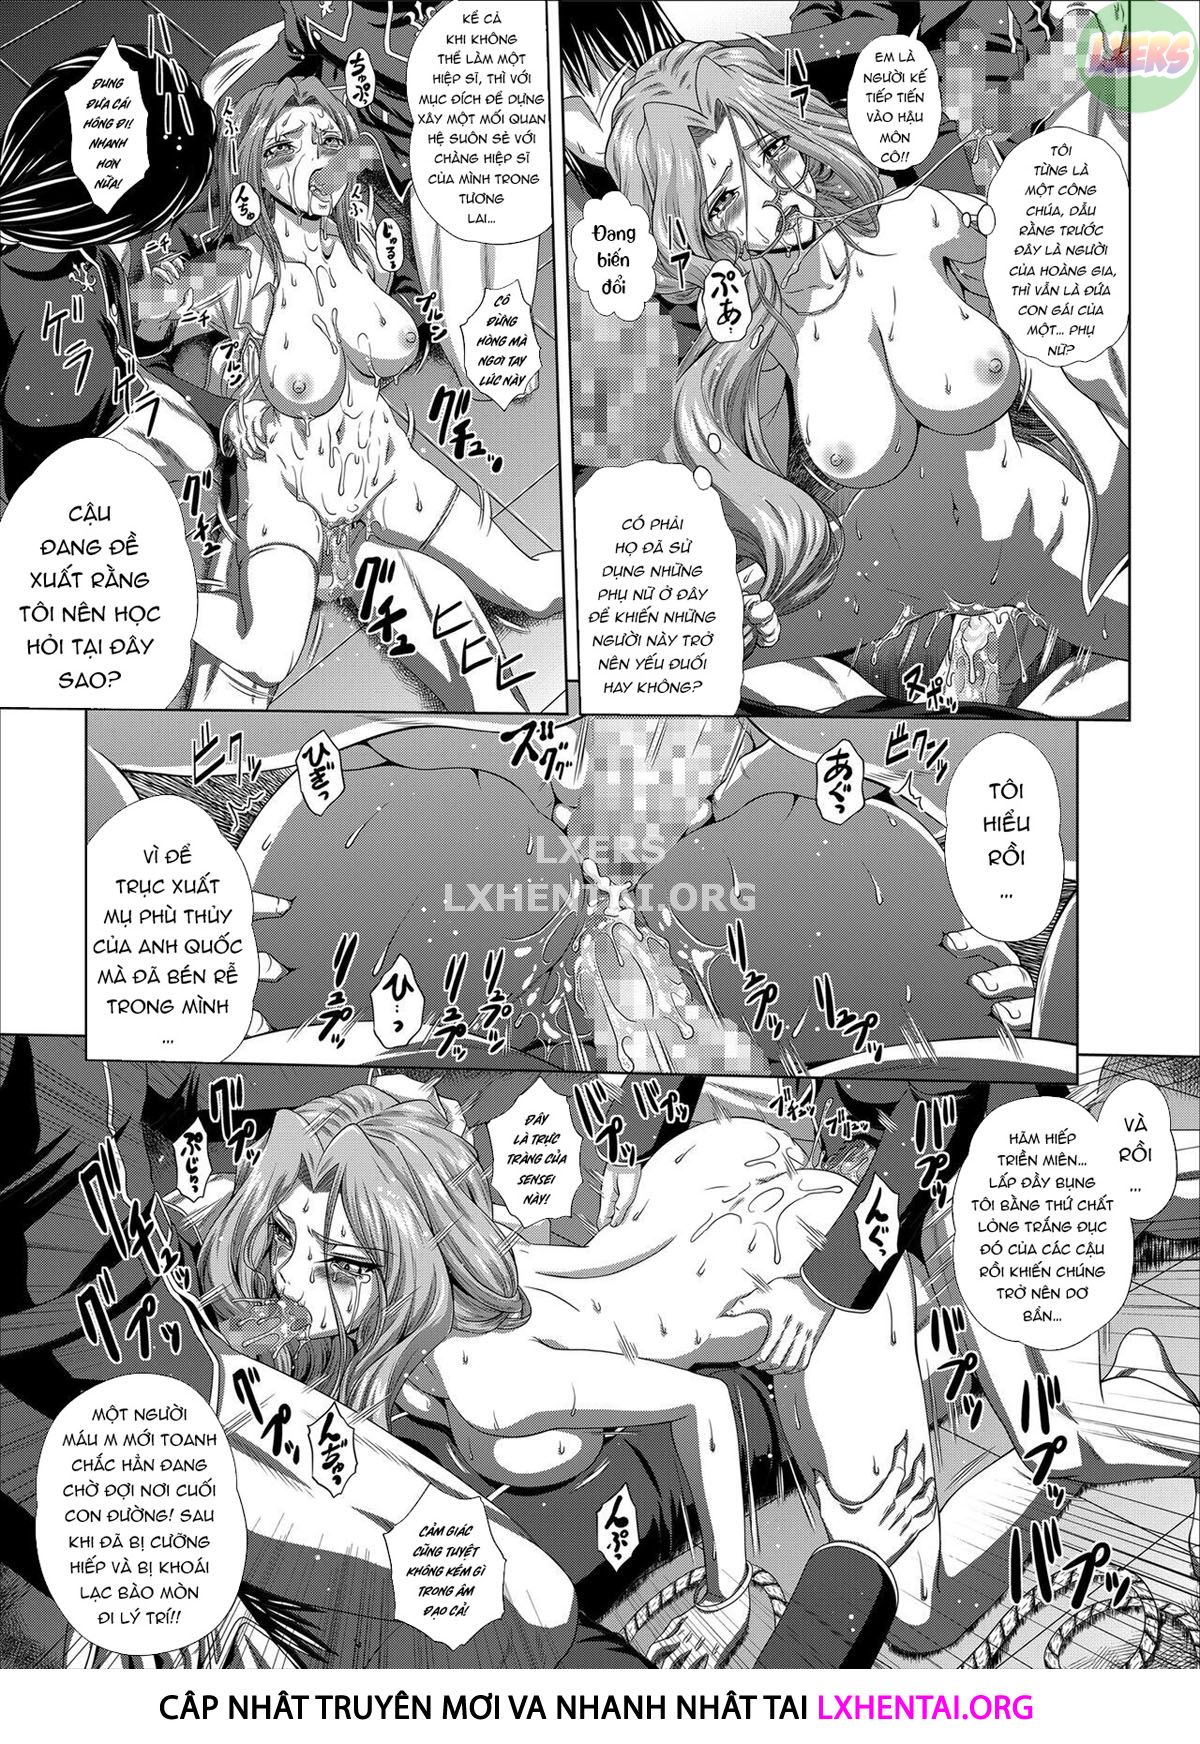 LXERS
EM LÀ
NGƯỜI KẾ
TIẾP TIẾN
VÀO HẬU
MÔN
CÔ!!
TÔI
TỪNG LÀ
MỘT CÔNG
CHÚA, DẪU
RẰNG TRƯỚC
ĐÂY LÀ NGƯỜI
CỦA HOÀNG GIA,
THÌ VẪN LÀ ĐỨA
CON GÁI CỦA
MỘT... PHỤ
NỮ?
Đang
biến
đổi
CÓ PHẢI
HỌ ĐÃ SỬ
DỤNG NHỮNG
PHỤ NỮ Ở ĐÂY
ĐỂ KHIẾN NHỮNG
NGƯỜI NÀY TRỞ
NÊN YẾU ĐUỐI
HAY KHÔNG?
KỂ CẢ
KHI KHÔNG
THỂ LÀM MỘT
HIỆP SĨ, THÌ VỚI
MỤC ĐÍCH ĐỂ DỰNG
XÂY MỘT MỐI QUAN
HỆ SUÔN SẺ VỚI
CHÀNG HIỆP SĨ
CỦA MÌNH TRONG
TƯƠNG
LAI...
ĐUNG
ĐƯA CÁI
HÔNG ĐI!!
NHANH
HƠN
NỮA!
CÔ
ĐỪNG
HÒNG MÀ
NGƠI TAY
LÚC NÀY
CẬU
ĐANG ĐỀ
XUẤT RẰNG
TÔI NÊN HỌC
HỎI TẠI ĐÂY
SAO?
TÔI
HIỂU
RỒI
...
VÌ ĐỂ
TRỤC XUẤT
MỤ PHÙ THỦY
CỦA ANH QUỐC
MÀ ĐÃ BÉN RỄ
TRONG MÌNH
...
LXERS
LXHENTAI.ORG
VÀ
RỒI
...
HÃM HIẾP
TRIỀN MIÊN...
LẤP ĐẦY BỤNG
TÔI BẰNG THỨ CHẤT
LỎNG TRẮNG ĐỤC
ĐÓ CỦA CÁC CẬU
RỒI KHIẾN CHÚNG
TRỞ NÊN DƠ
BẨN...
ĐÂY
LÀ TRỰC
TRÀNG CỦA
SENSEI
NÀY!
CẢM GIÁC
CŨNG TUYỆT
KHÔNG KÉM GÌ
TRONG ÂM
ĐẠO CẢ!
MỘT NGƯỜI
MÁU M MỚI TOANH
CHẮC HẲN ĐANG
CHỜ ĐỢI NƠI CUỐI
CON ĐƯỜNG! SAU
KHI ĐÃ BỊ CƯỠNG
HIẾP VÀ BỊ KHOÁI
LẠC BÀO MÒN
ĐI LÝ TRÍ!!
CẬP NHẬT TRUYỆN MỚI VÀ NHANH NHẤT TẠI LXHENTAI.ORG